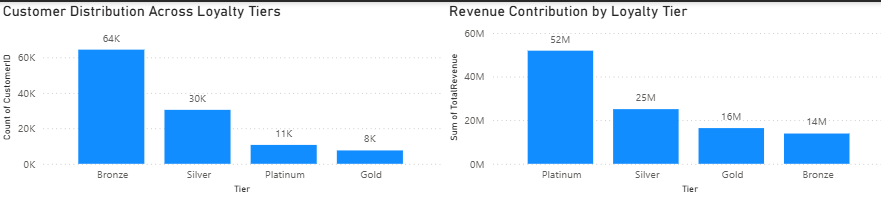 Customer Distribution Across Loyalty Tiers
Count of CustomerID
60K
40K
20K
0K
64K
30K
11K
8K
Bronze
Silver
Platinum
Gold
Tier
Revenue Contribution by Loyalty Tier
Sum of TotalRevenue
60M
40M
20M
0M
52M
25M
16M
14M
Platinum
Silver
Gold
Bronze
Tier